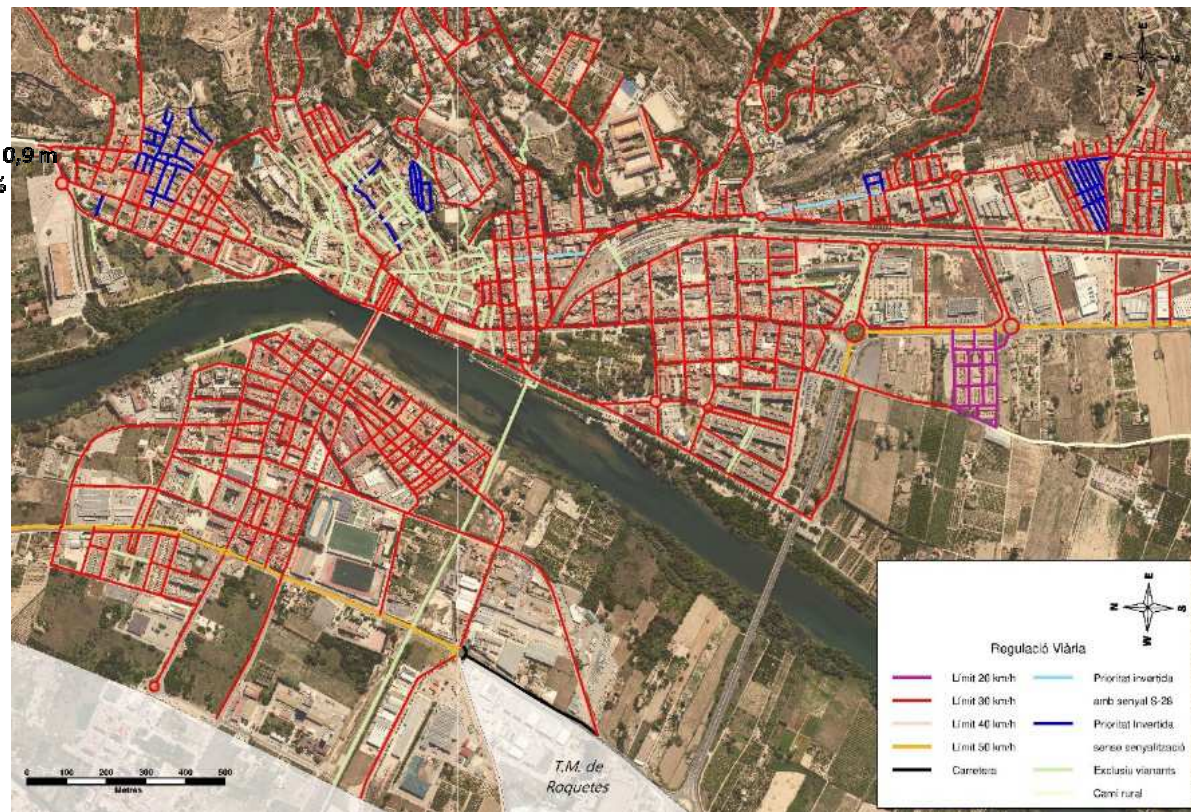 E
N S
W
0,9 m
%
E
N S
W
Regulació Viària
Límit 20 km/h
Límit 30 km/h
Límit 40 km/h
Límit 50 km/h
Carretera
Prioritat invertida
amb senyal S-28
Prioritat Invertida
sense senyalització
Exclusiu vianants
Camí rural
0 100 200 300 400 500
Metres
T.M. de
Roquetes